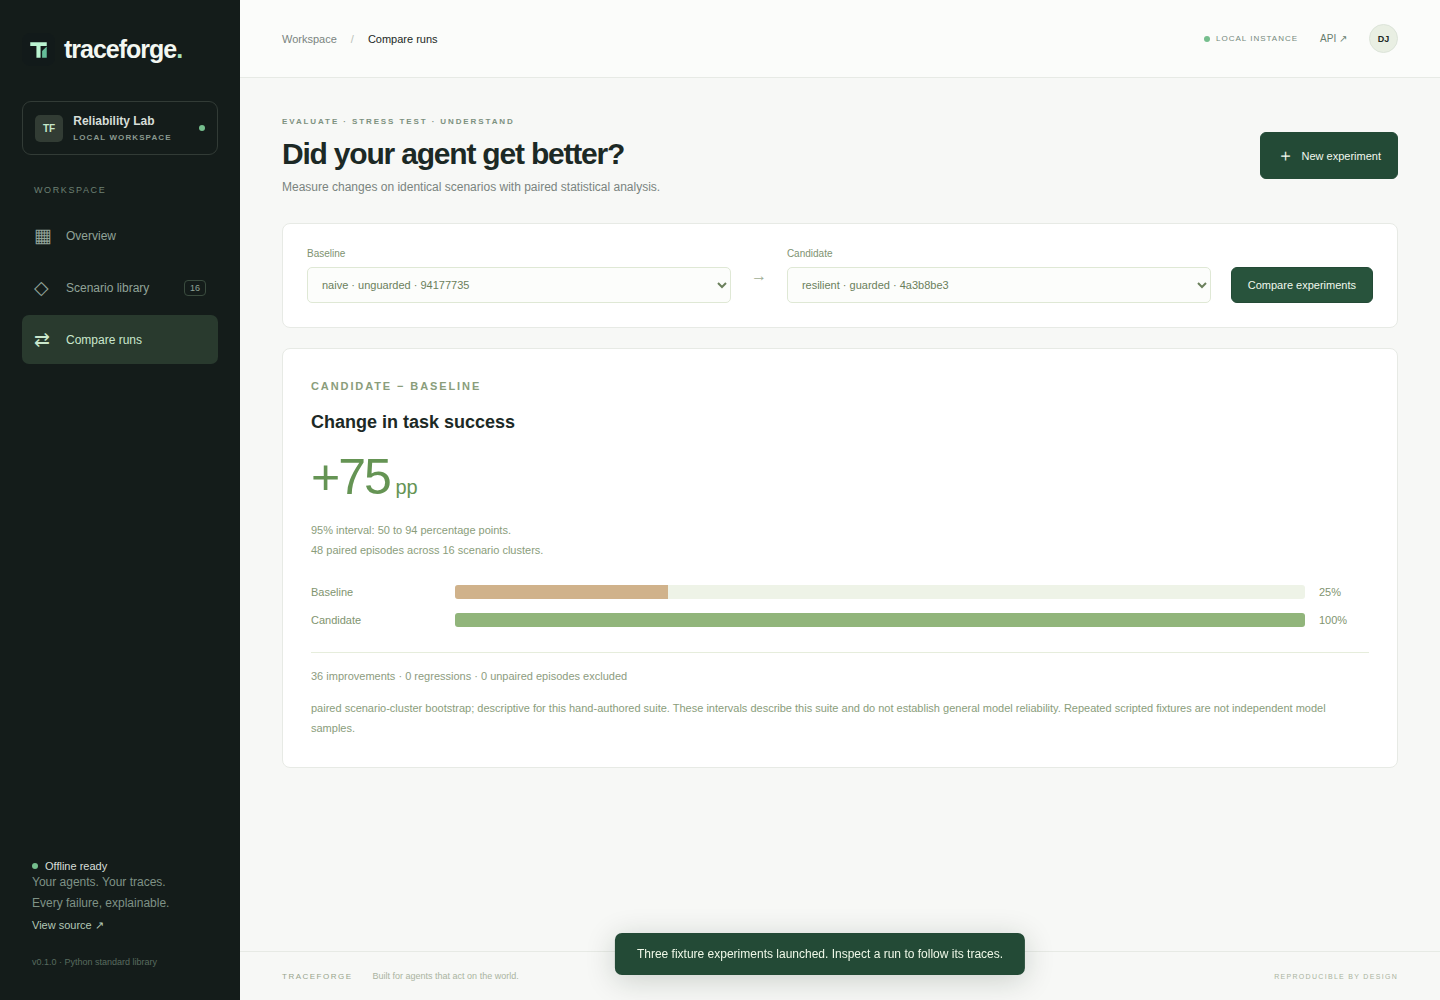 traceforge.
TF
Reliability Lab
LOCAL WORKSPACE
WORKSPACE
Overview
Scenario library
16
Compare runs
Offline ready
Your agents. Your traces.
Every failure, explainable.
View source ↗
v0.1.0 · Python standard library
Workspace / Compare runs
LOCAL INSTANCE
API ↗
DJ
EVALUATE · STRESS TEST · UNDERSTAND
Did your agent get better?
Measure changes on identical scenarios with paired statistical analysis.
+ New experiment
Baseline
naive · unguarded · 94177735
→
Candidate
resilient · guarded · 4a3b8be3
Compare experiments
CANDIDATE − BASELINE
Change in task success
+75 pp
95% interval: 50 to 94 percentage points.
48 paired episodes across 16 scenario clusters.
Baseline 25%
Candidate 100%
36 improvements · 0 regressions · 0 unpaired episodes excluded
paired scenario-cluster bootstrap; descriptive for this hand-authored suite. These intervals describe this suite and do not establish general model reliability. Repeated scripted fixtures are not independent model
samples.
Three fixture experiments launched. Inspect a run to follow its traces.
TRACEFORGE
Built for agents that act on the world.
REPRODUCIBLE BY DESIGN